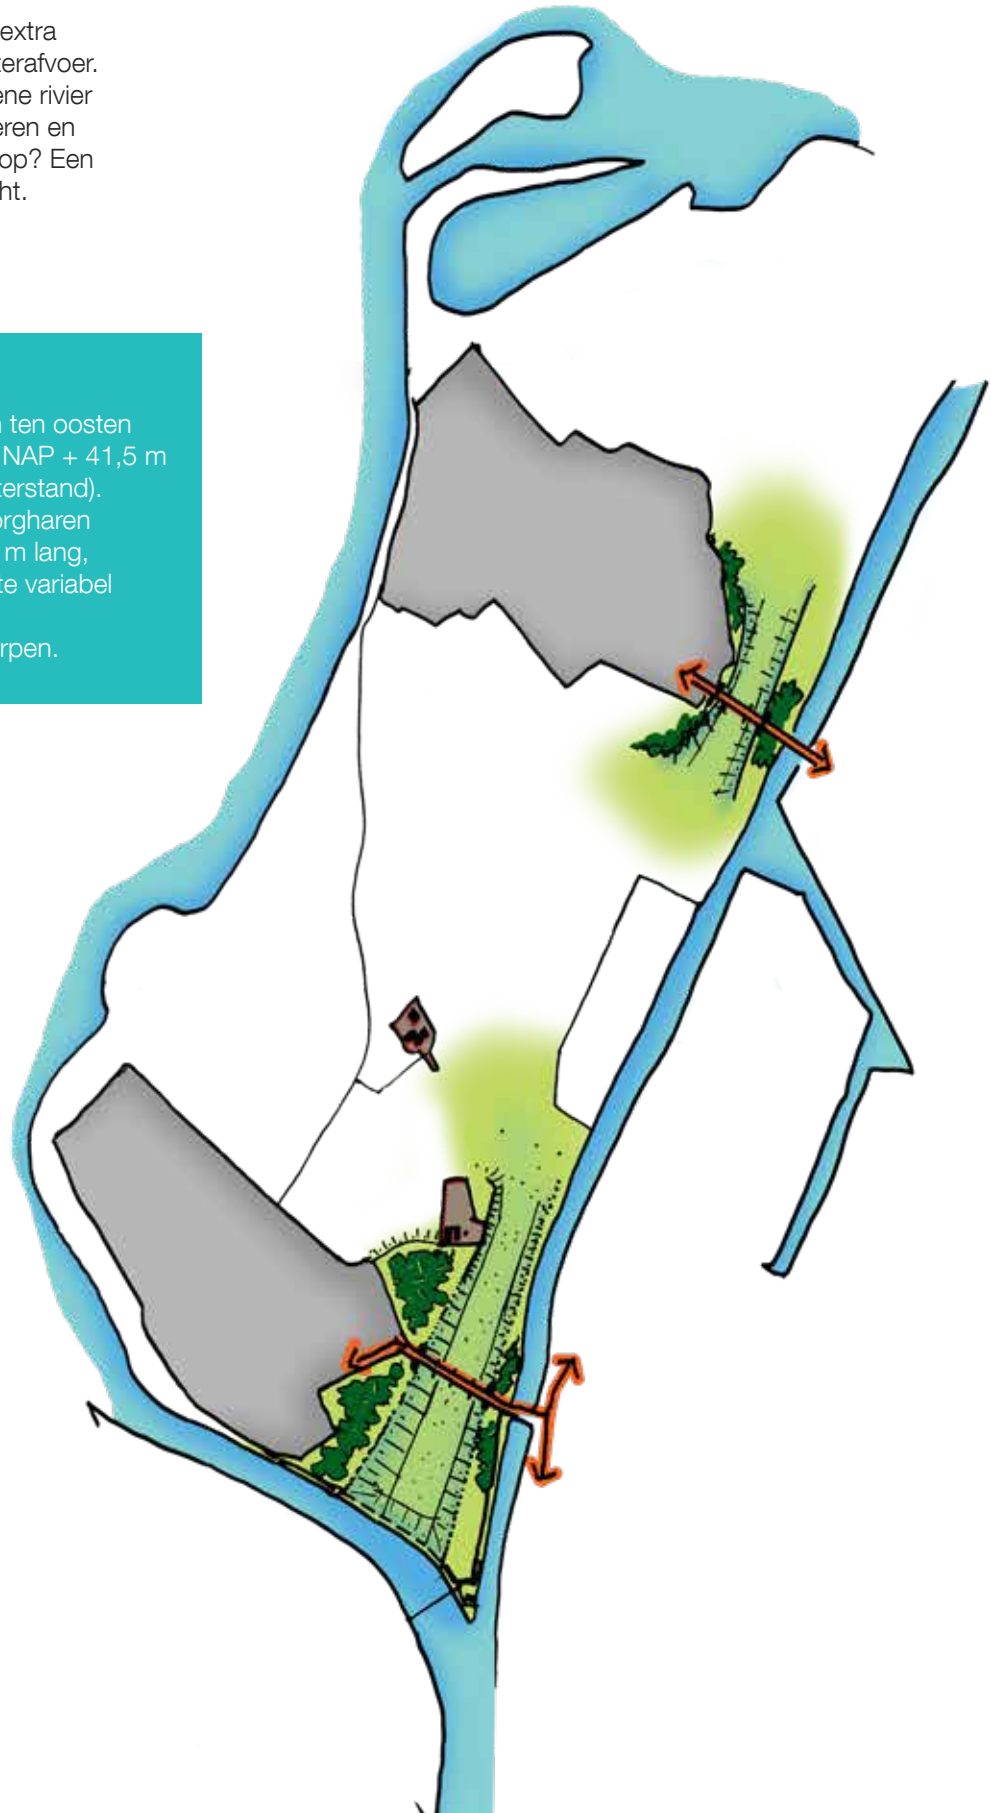 extra
erafvoer.
ene rivier
eren en
op? Een
ht.
ten oosten
NAP + 41,5 m
terstand).
orgharen
m lang,
te variabel
rpen.